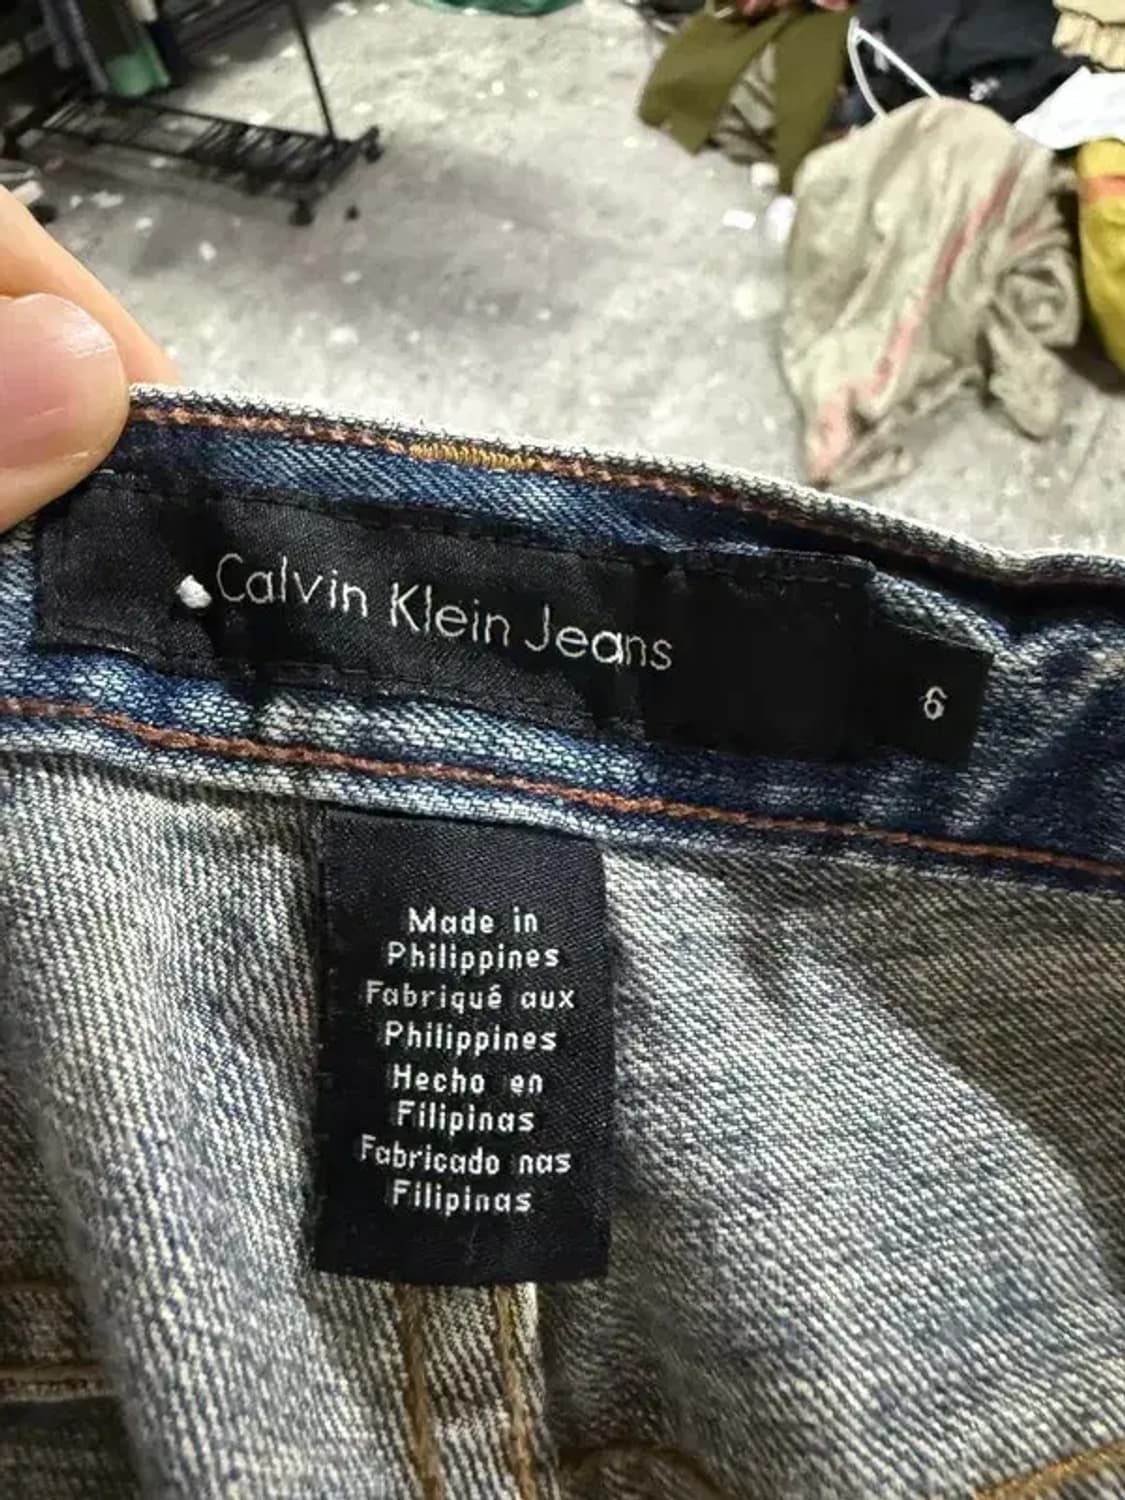 Calvin Klein Jeans
6
Made in
Philippines
Fabriqué aux
Philippines
Hecho en
Filipinas
Fabricado nas
Filipinas